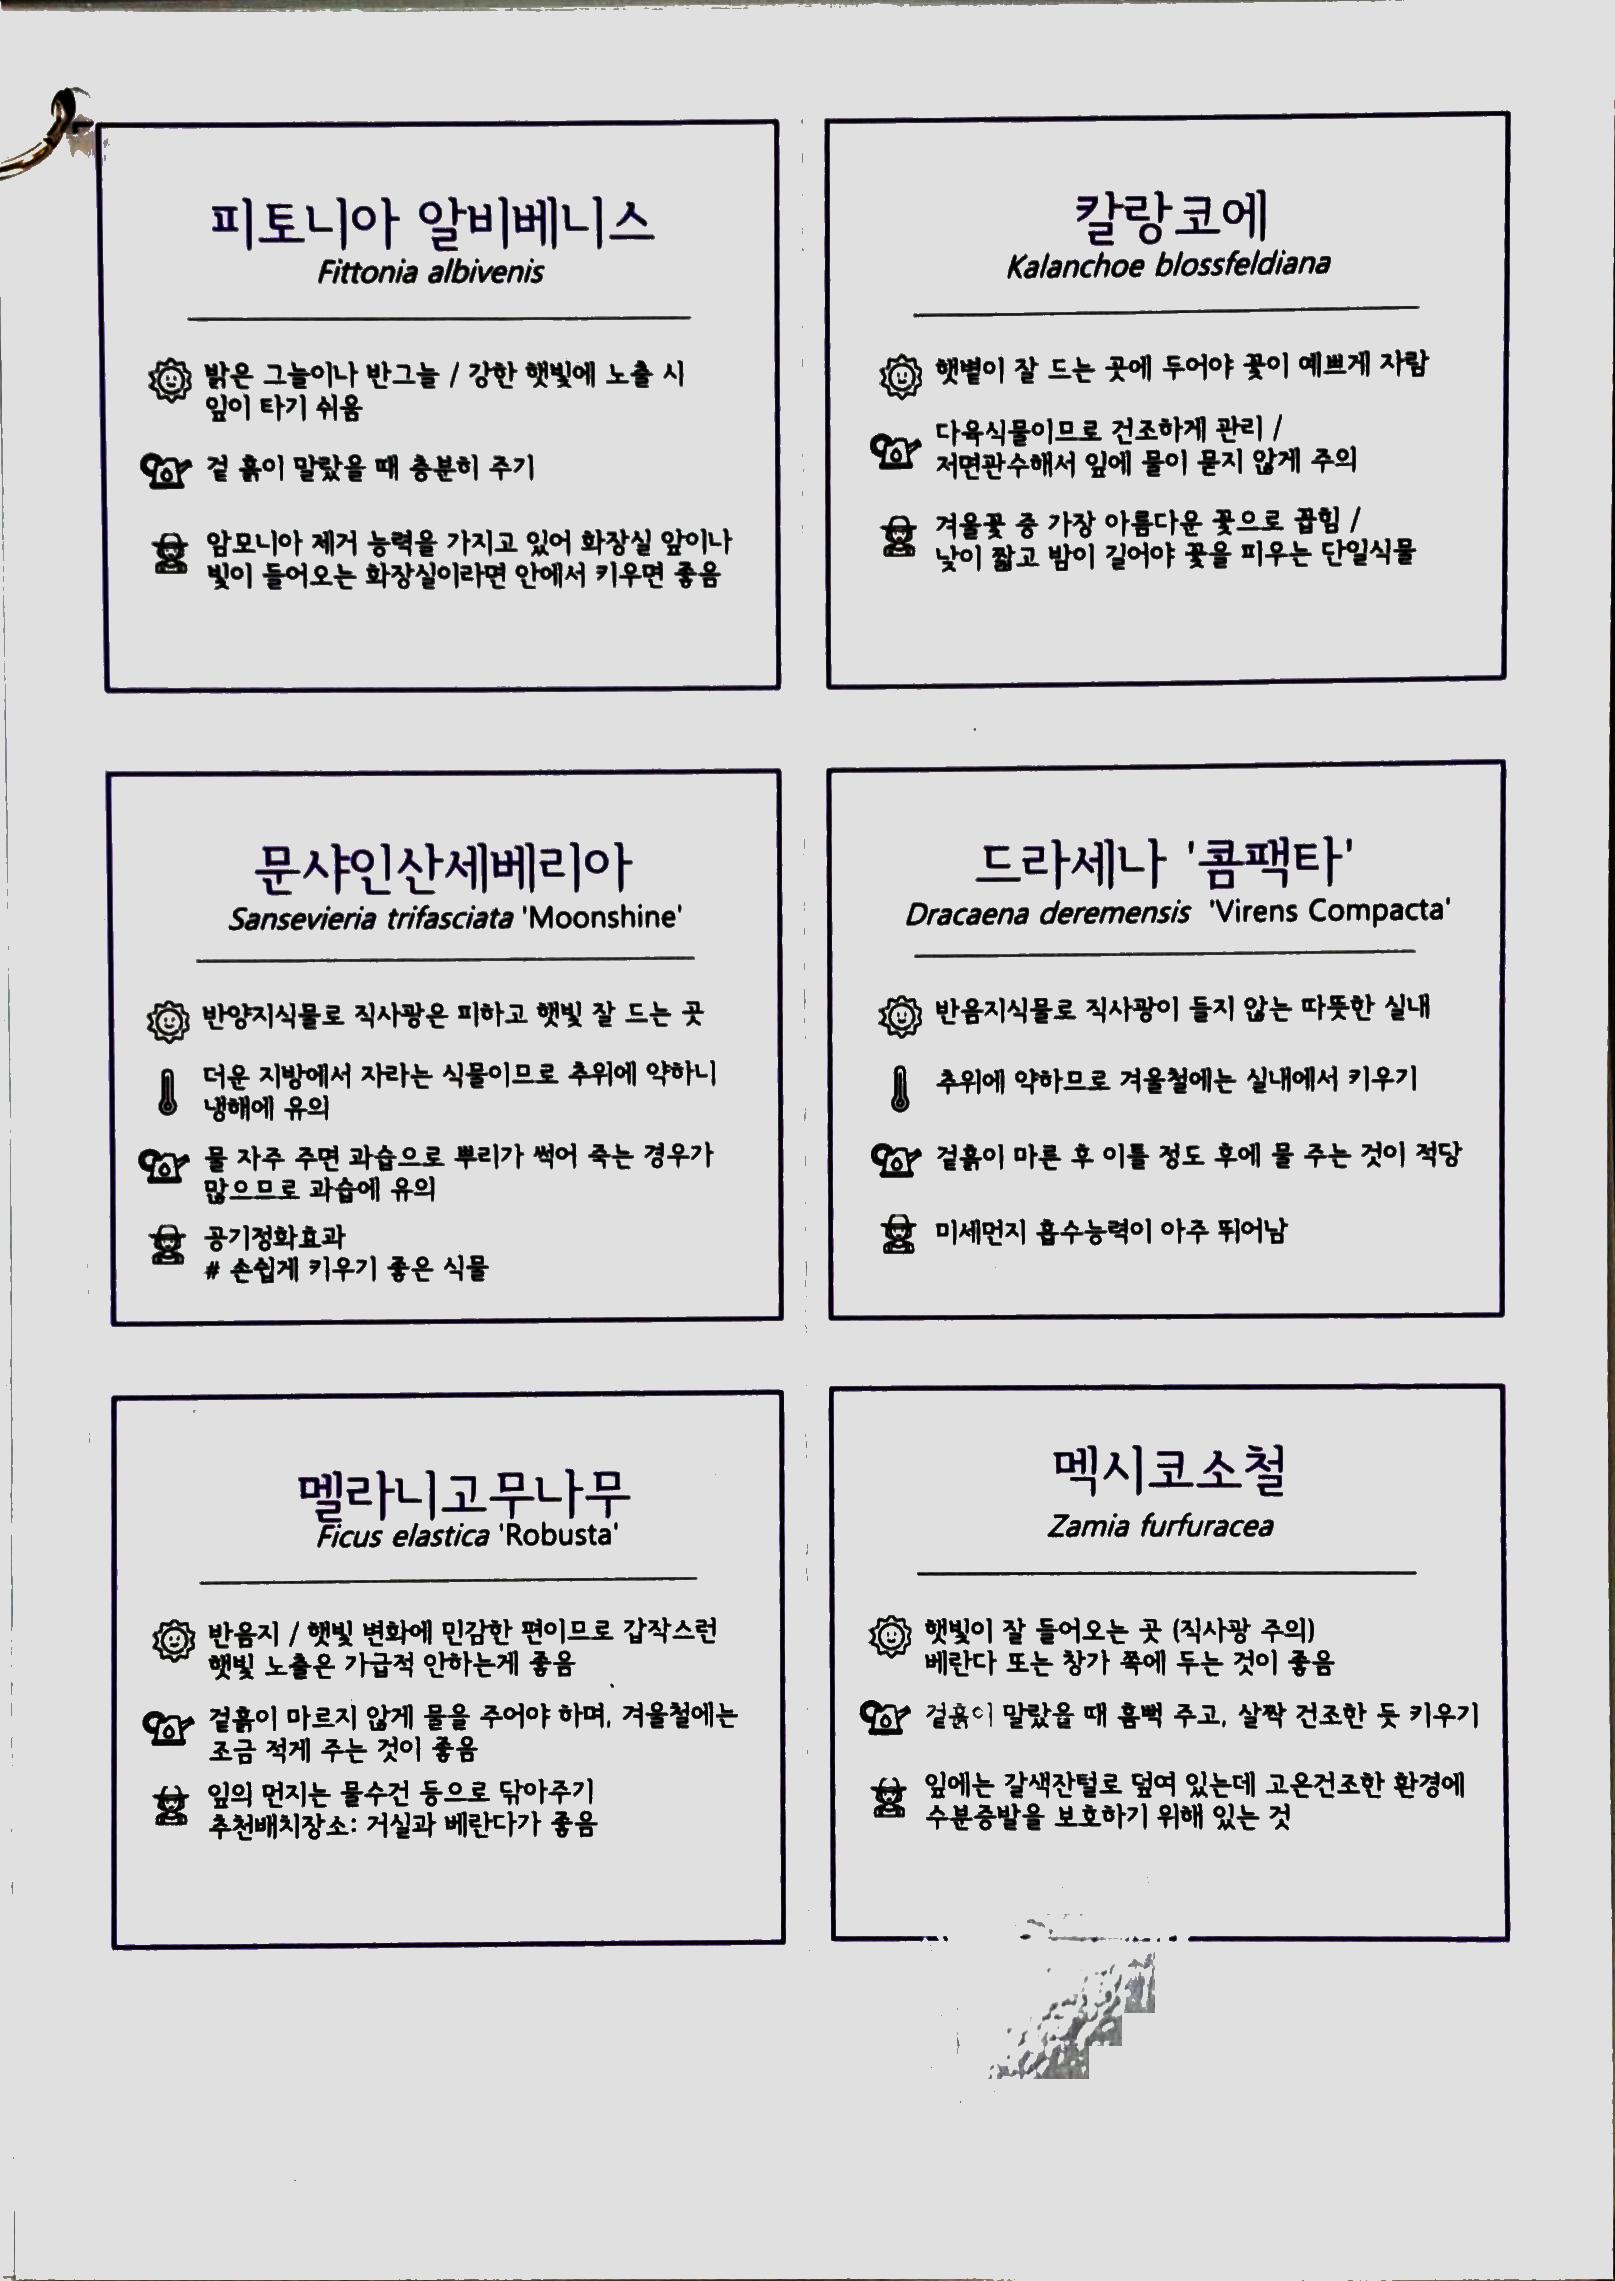 피토니아 알비베니스
Fittonia albivenis
밝은 그늘이나 반그늘 / 강한 햇빛에 노출 시
잎이 타기 쉬움
겉 흙이 말랐을 때 충분히 주기
암모니아 제거 능력을 가지고 있어 화장실 앞이나
빛이 들어오는 화장실이라면 안에서 키우면 좋음
칼랑코에
Kalanchoe blossfeldiana
햇볕이 잘 드는 곳에 두어야 꽃이 예쁘게 자람
다육식물이므로 건조하게 관리 /
저면관수해서 잎에 물이 묻지 않게 주의
겨울꽃 중 가장 아름다운 꽃으로 꼽힘 /
낮이 짧고 밤이 길어야 꽃을 피우는 단일식물
문샤인산세베리아
Sansevieria trifasciata 'Moonshine'
반양지식물로 직사광은 피하고 햇빛 잘 드는 곳
더운 지방에서 자라는 식물이므로 추위에 약하니
냉해에 유의
물 자주 주면 과습으로 뿌리가 썩어 죽는 경우가
많으므로 과습에 유의
공기정화효과
# 손쉽게 키우기 좋은 식물
드라세나 '콤팩타'
Dracaena deremensis 'Virens Compacta'
반음지식물로 직사광이 들지 않는 따뜻한 실내
추위에 약하므로 겨울철에는 실내에서 키우기
겉흙이 마른 후 이틀 정도 후에 물 주는 것이 적당
미세먼지 흡수능력이 아주 뛰어남
멜라니고무나무
Ficus elastica 'Robusta'
반음지 / 햇빛 변화에 민감한 편이므로 갑작스런
햇빛 노출은 가급적 안하는게 좋음
겉흙이 마르지 않게 물을 주어야 하며, 겨울철에는
조금 적게 주는 것이 좋음
잎의 먼지는 물수건 등으로 닦아주기
추천배치장소: 거실과 베란다가 좋음
멕시코소철
Zamia furfuracea
햇빛이 잘 들어오는 곳 (직사광 주의)
베란다 또는 창가 쪽에 두는 것이 좋음
겉흙이 말랐을 때 흠뻑 주고, 살짝 건조한 듯 키우기
잎에는 갈색잔털로 덮여 있는데 고온건조한 환경에
수분증발을 보호하기 위해 있는 것